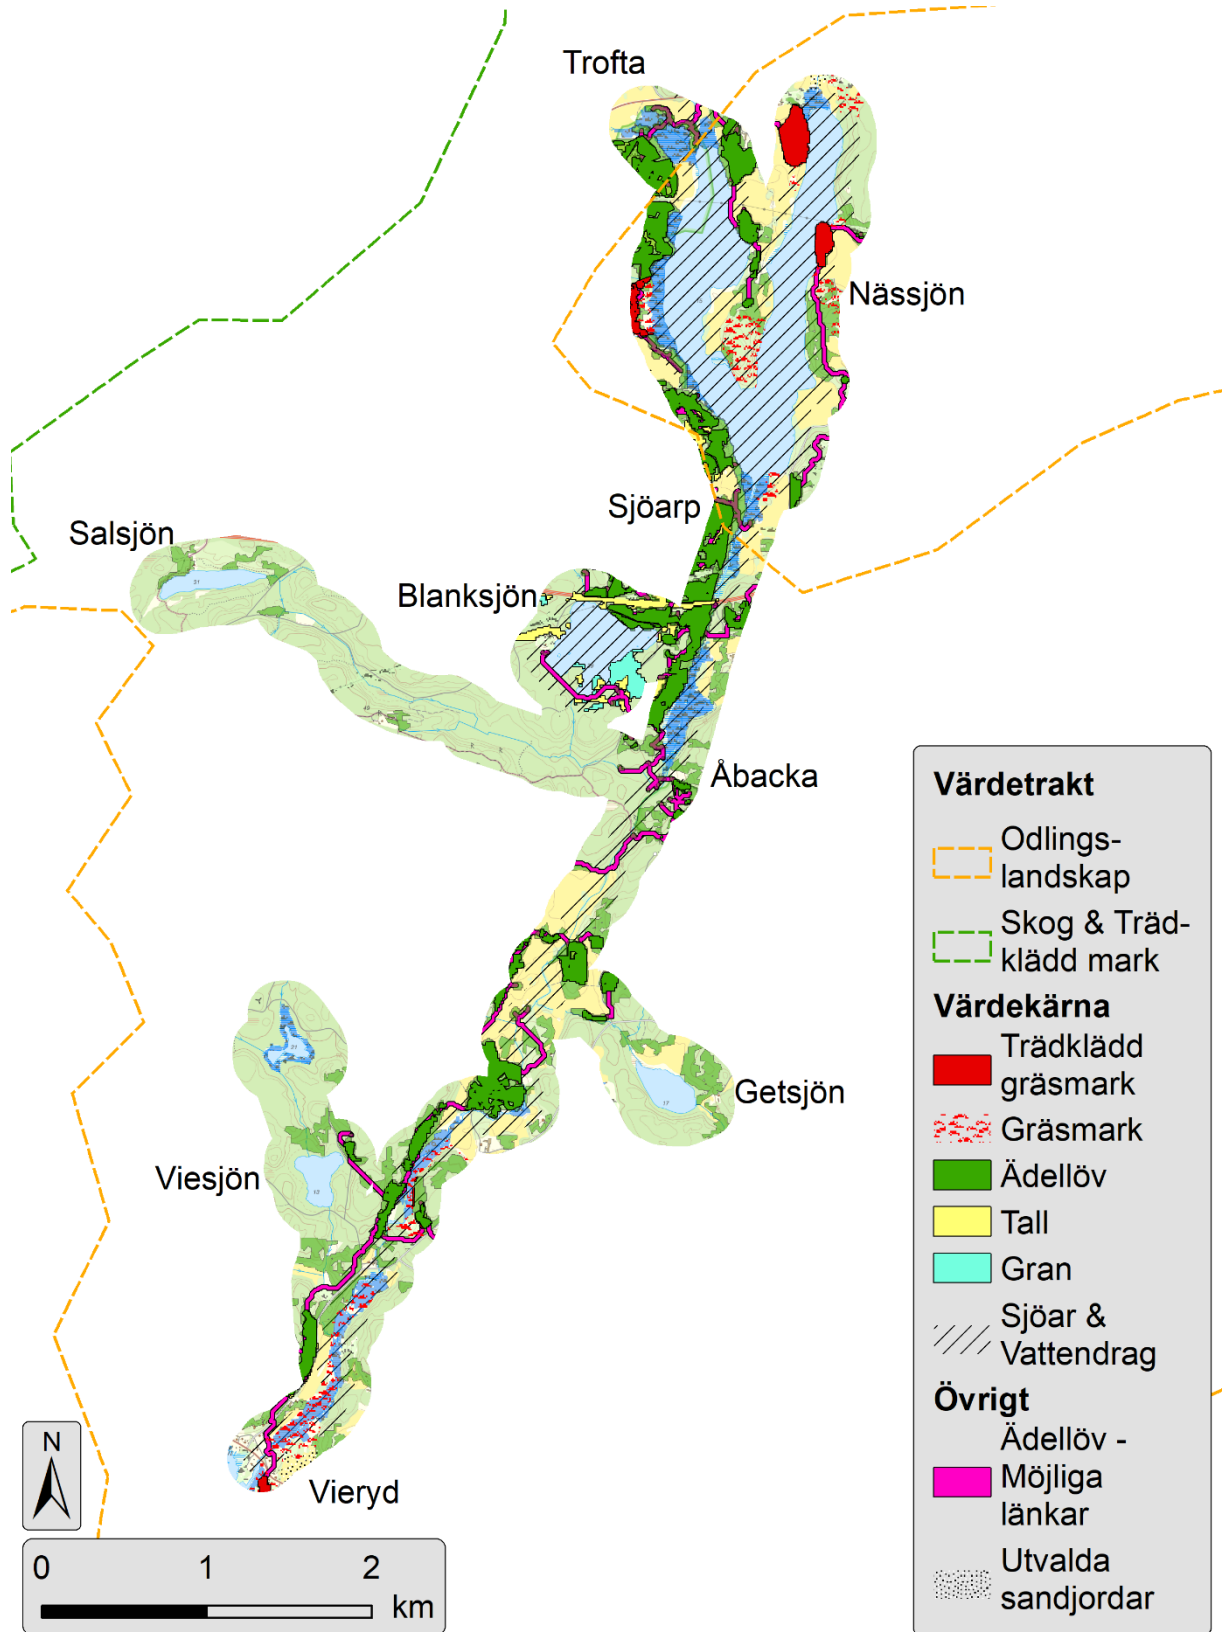 Trofta
Nässjön
Sjöarp
Salsjön
Blanksjön
Åbacka
Getsjön
Viesjön
Vieryd
Värdetrakt
Odlings-
landskap
Skog & Träd-
klädd mark
Värdekärna
Trädklädd
gräsmark
Gräsmark
Ädellöv
Tall
Gran
Sjöar &
Vattendrag
Övrigt
Ädellöv -
Möjliga
länkar
Utvalda
sandjordar
N
0 1 2
km